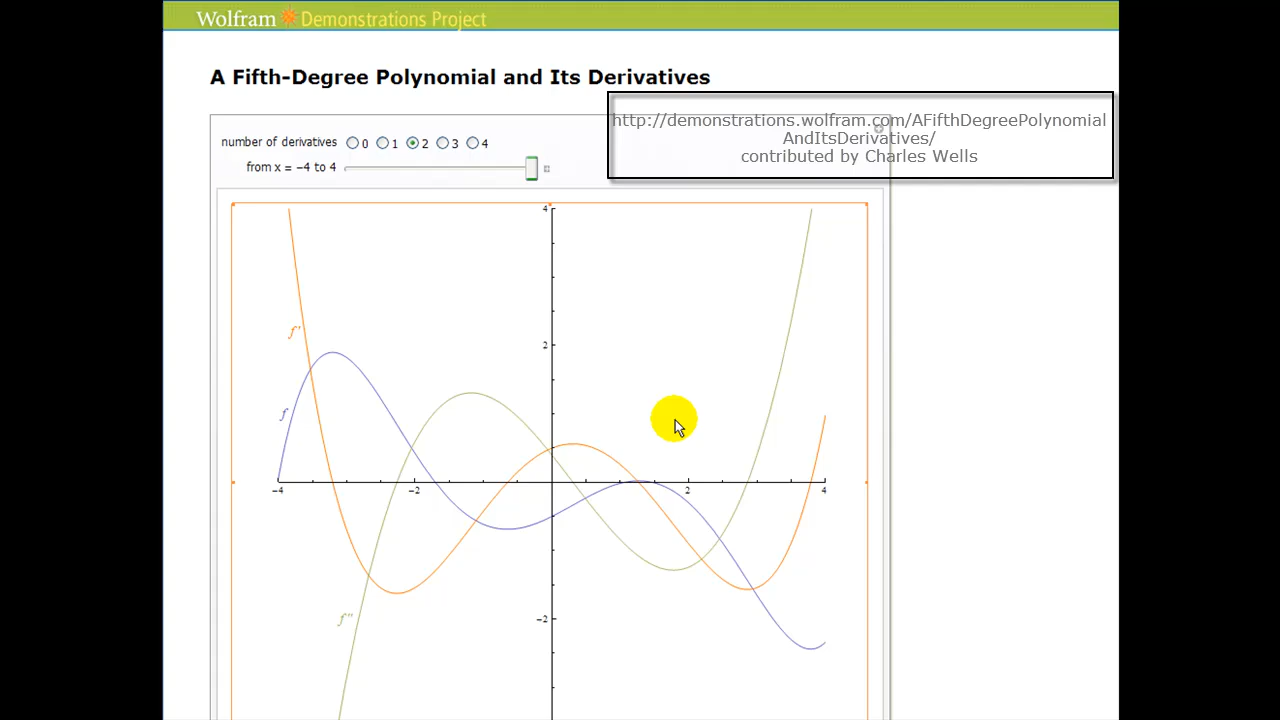 Wolfram Demonstrations Project
A Fifth-Degree Polynomial and Its Derivatives
http://demonstrations.wolfram.com/AFifthDegreePolynomial
AndItsDerivatives/
contributed by Charles Wells
number of derivatives 0 1 2 3 4
from x = −4 to 4
4
f'
2
f
−4 −2 2 4
f''
−2